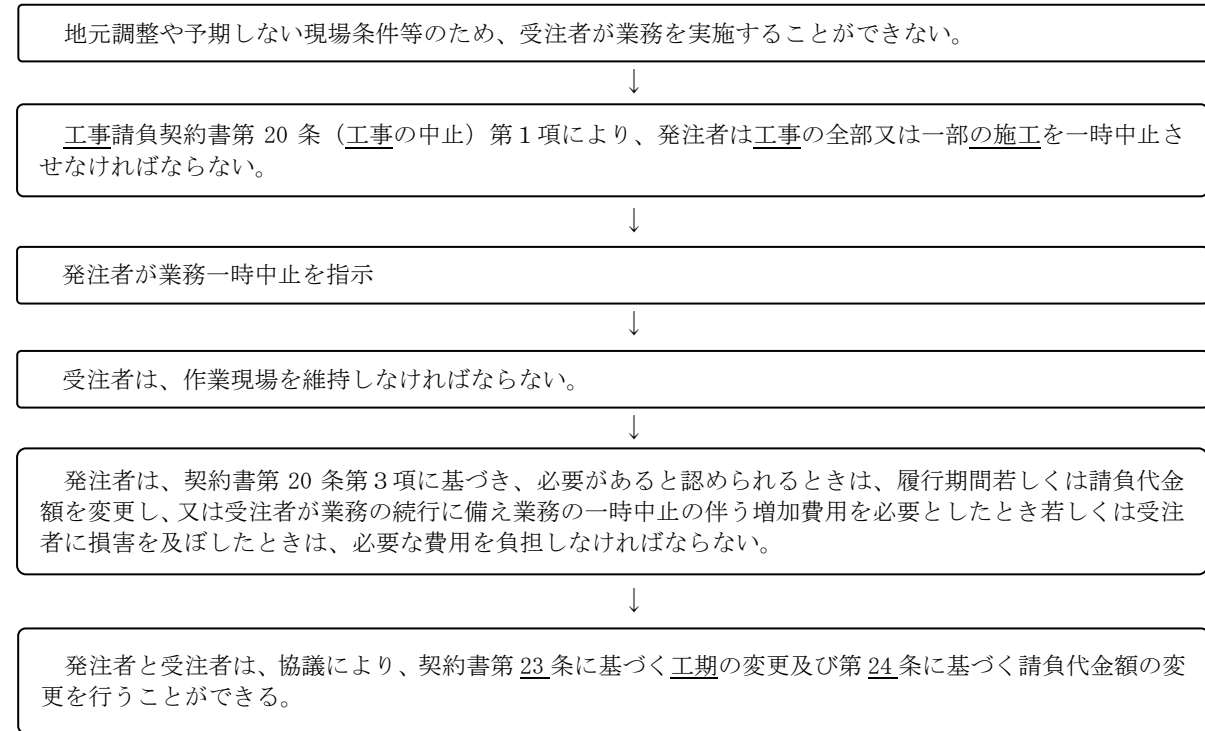 地元調整や予期しない現場条件等のため、受注者が業務を実施することができない。
↓
工事請負契約書第 20 条（工事の中止）第１項により、発注者は工事の全部又は一部の施工を一時中止さ
せなければならない。
↓
発注者が業務一時中止を指示
↓
受注者は、作業現場を維持しなければならない。
↓
発注者は、契約書第 20 条第３項に基づき、必要があると認められるときは、履行期間若しくは請負代金
額を変更し、又は受注者が業務の続行に備え業務の一時中止の伴う増加費用を必要としたとき若しくは受注
者に損害を及ぼしたときは、必要な費用を負担しなければならない。
↓
発注者と受注者は、協議により、契約書第 23 条に基づく工期の変更及び第 24 条に基づく請負代金額の変
更を行うことができる。